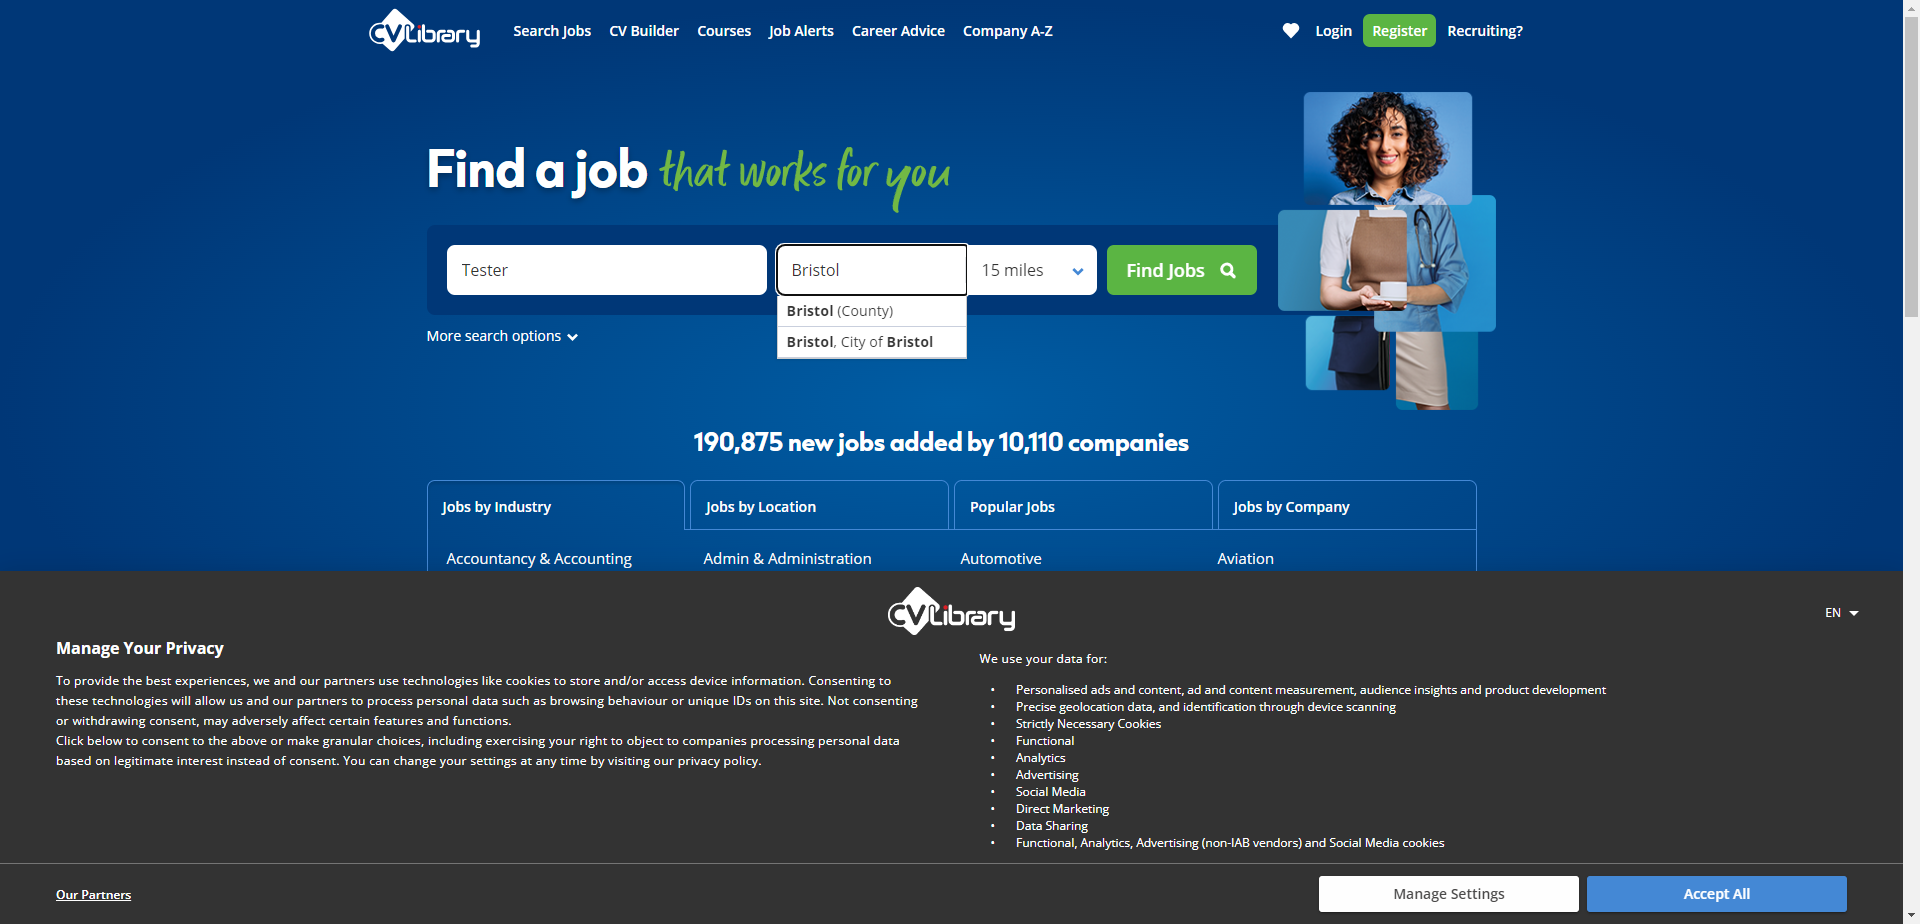 CVLibrary
Search Jobs
CV Builder
Courses
Job Alerts
Career Advice
Company A-Z
Login
Register
Recruiting?
Find a job that works for you
Tester
Bristol
15 miles
Find Jobs
Bristol (County)
Bristol, City of Bristol
More search options
190,875 new jobs added by 10,110 companies
Jobs by Industry
Jobs by Location
Popular Jobs
Jobs by Company
Accountancy & Accounting
Admin & Administration
Automotive
Aviation
CVLibrary
EN
Manage Your Privacy
To provide the best experiences, we and our partners use technologies like cookies to store and/or access device information. Consenting to
these technologies will allow us and our partners to process personal data such as browsing behaviour or unique IDs on this site. Not consenting
or withdrawing consent, may adversely affect certain features and functions.
Click below to consent to the above or make granular choices, including exercising your right to object to companies processing personal data
based on legitimate interest instead of consent. You can change your settings at any time by visiting our privacy policy.
We use your data for:
• Personalised ads and content, ad and content measurement, audience insights and product development
• Precise geolocation data, and identification through device scanning
• Strictly Necessary Cookies
• Functional
• Analytics
• Advertising
• Social Media
• Direct Marketing
• Data Sharing
• Functional, Analytics, Advertising (non-IAB vendors) and Social Media cookies
Our Partners
Manage Settings
Accept All